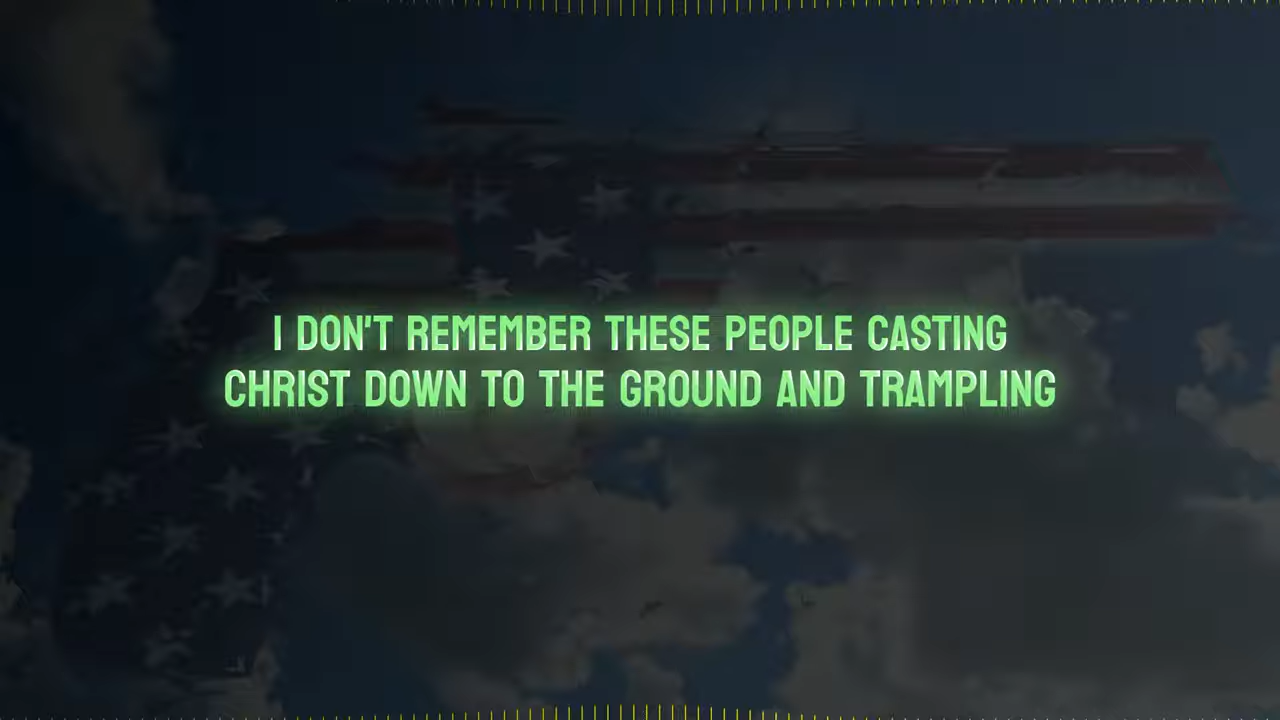 I DON'T REMEMBER THESE PEOPLE CASTING
CHRIST DOWN TO THE GROUND AND TRAMPLING